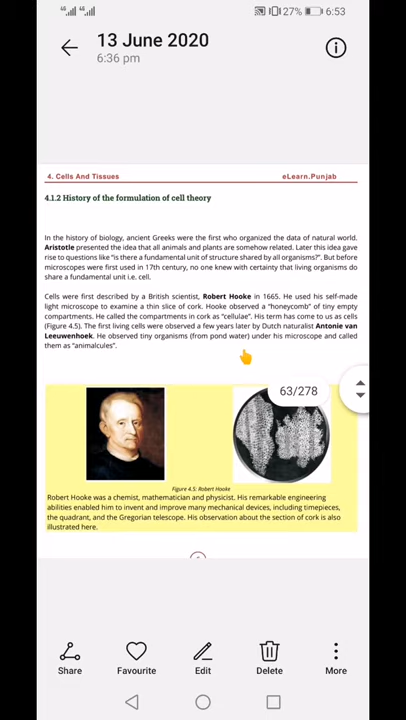 4G 4G 27% 6:53
13 June 2020
6:36 pm
4. Cells And Tissues eLearn.Punjab
4.1.2 History of the formulation of cell theory
In the history of biology, ancient Greeks were the first who organized the data of natural world.
Aristotle presented the idea that all animals and plants are somehow related. Later this idea gave
rise to questions like “is there a fundamental unit of structure shared by all organisms?”. But before
microscopes were first used in 17th century, no one knew with certainty that living organisms do
share a fundamental unit i.e. cell.
Cells were first described by a British scientist, Robert Hooke in 1665. He used his self-made
light microscope to examine a thin slice of cork. Hooke observed a “honeycomb” of tiny empty
compartments. He called the compartments in cork as “cellulae”. His term has come to us as cells
(Figure 4.5). The first living cells were observed a few years later by Dutch naturalist Antonie van
Leeuwenhoek. He observed tiny organisms (from pond water) under his microscope and called
them as “animalcules”.
63/278
Figure 4.5: Robert Hooke
Robert Hooke was a chemist, mathematician and physicist. His remarkable engineering
abilities enabled him to invent and improve many mechanical devices, including timepieces,
the quadrant, and the Gregorian telescope. His observation about the section of cork is also
illustrated here.
Share Favourite Edit Delete More